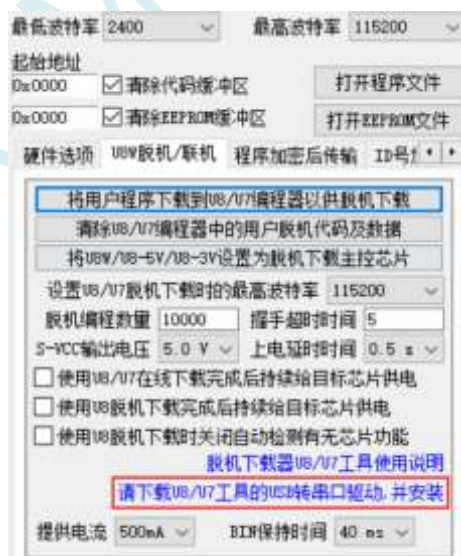 最低波特率 2400 最高波特率 115200
起始地址
0x0000 清除代码缓冲区 打开程序文件
0x0000 清除EEPROM缓冲区 打开EEPROM文件
硬件选项 U8W脱机/联机 程序加密后传输 ID号
将用户程序下载到U8/U7编程器以供脱机下载
清除U8/U7编程器中的用户脱机代码及数据
将U8W/U8-5V/U8-3V设置为脱机下载主控芯片
设置U8/U7脱机下载时的最高波特率 115200
脱机编程数量 10000 握手超时时间 5
S-VCC输出电压 5.0 V 上电延时时间 0.5 s
使用U8/U7在线下载完成后持续给目标芯片供电
使用U8脱机下载完成后持续给目标芯片供电
使用U8脱机下载时关闭自动检测有无芯片功能
脱机下载器U8/U7工具使用说明
请下载U8/U7工具的USB转串口驱动,并安装
提供电流 500mA BIN保持时间 40 ms